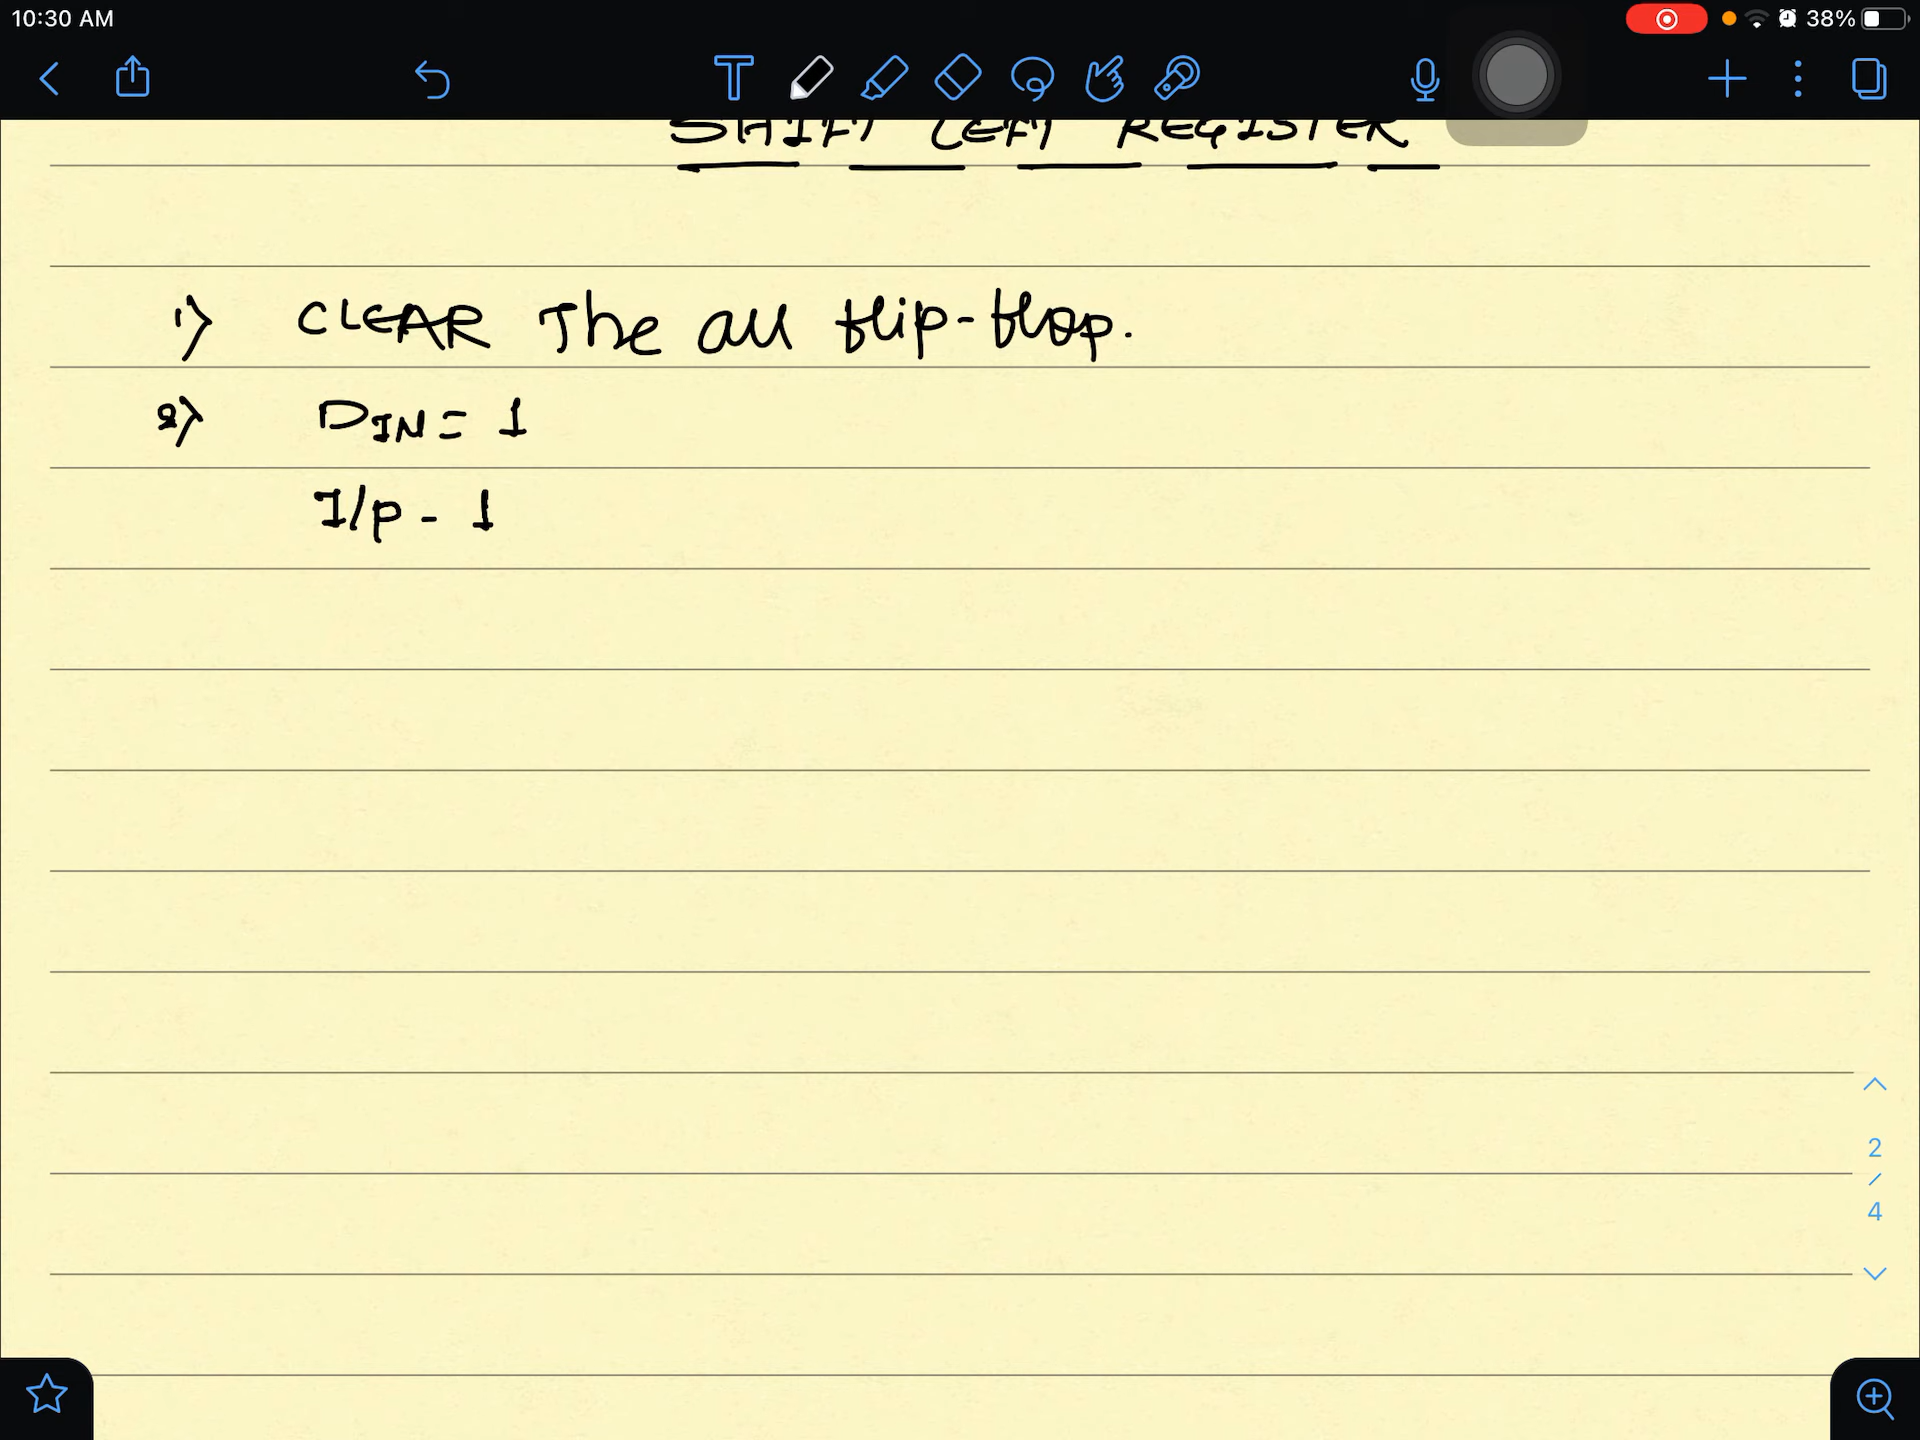 10:30 AM
38%
SHIFT LEFT REGISTER
1) CLEAR The all flip-flop.
2) DIN = 1
I/p - 1
2
/
4